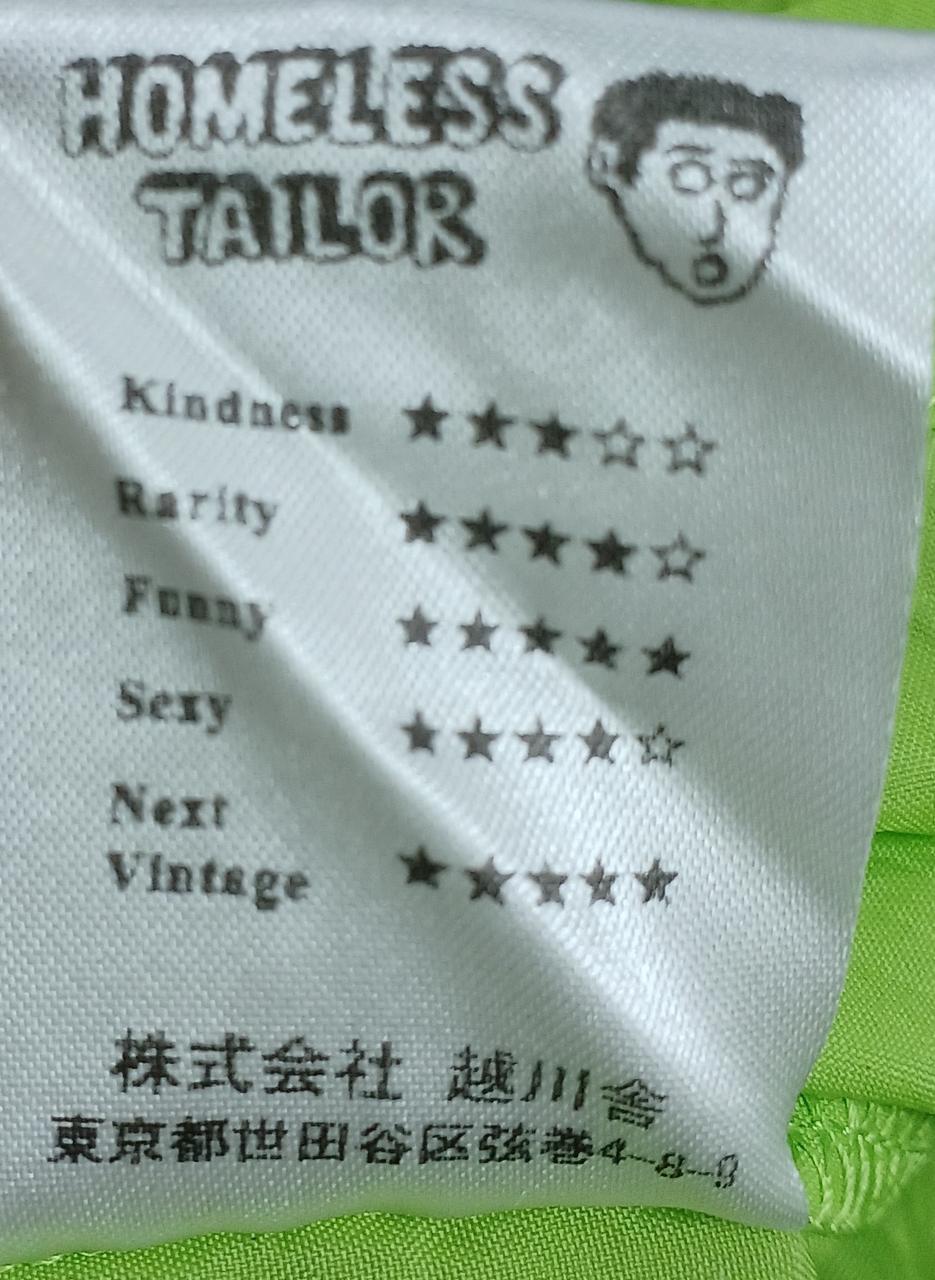 HOMELESS
TAILOR
Kindness ★★★☆☆
Rarity ★★★★☆
Funny ★★★★★
Sexy ★★★★☆
Next
Vintage ★★★★★
株式会社 越川舎
東京都世田谷区弦巻4-8-9